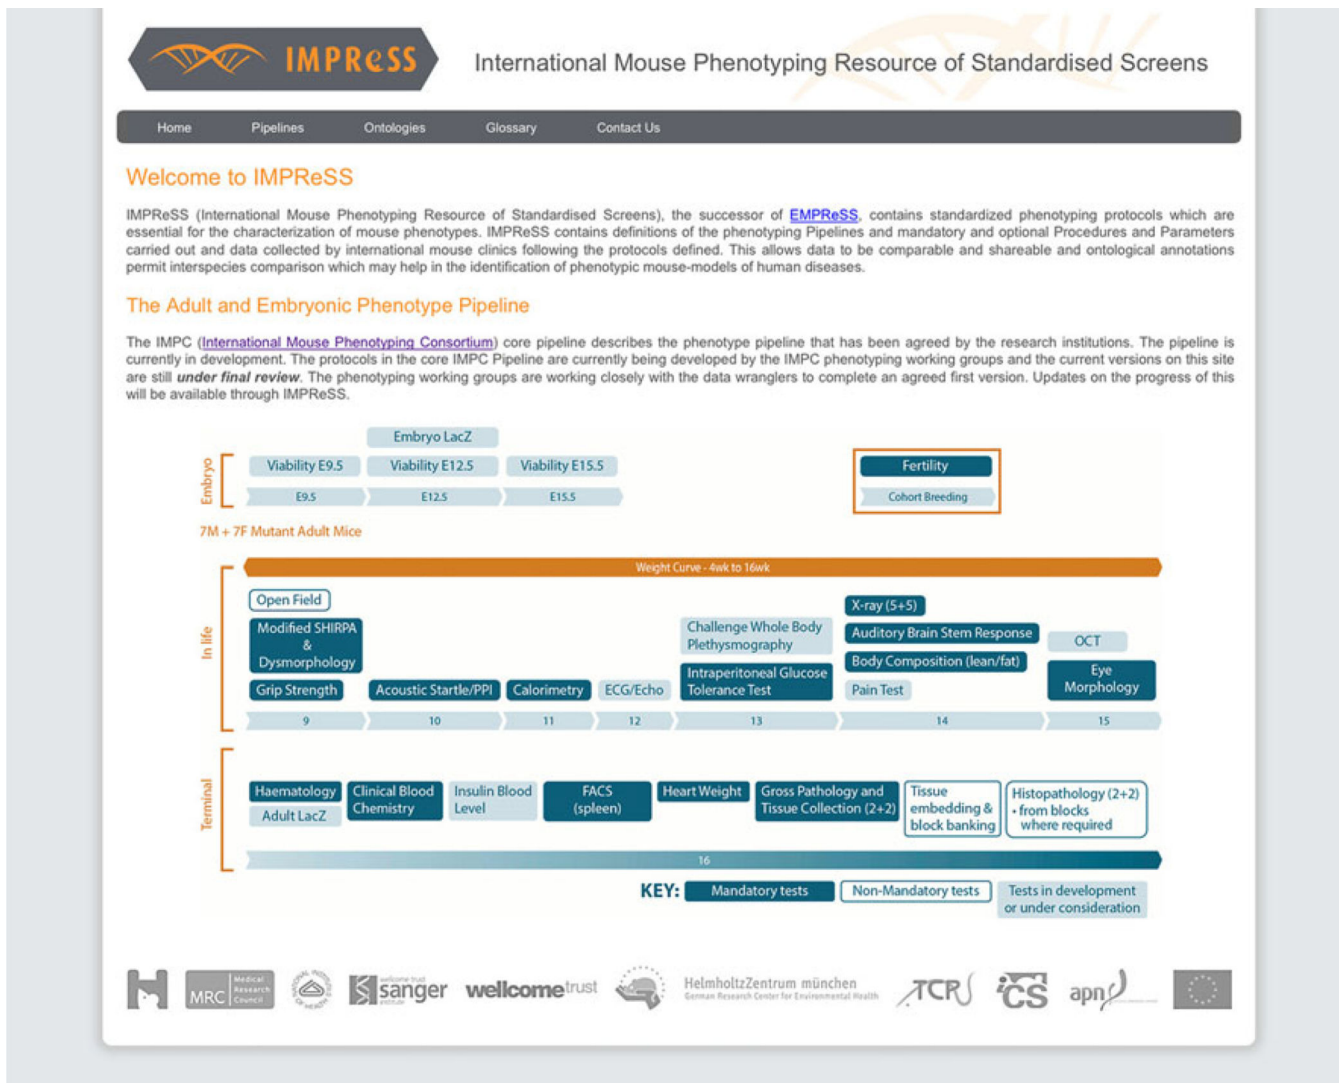 IMPReSS
International Mouse Phenotyping Resource of Standardised Screens
Home Pipelines Ontologies Glossary Contact Us
Welcome to IMPReSS
IMPReSS (International Mouse Phenotyping Resource of Standardised Screens), the successor of EMPReSS, contains standardized phenotyping protocols which are
essential for the characterization of mouse phenotypes. IMPReSS contains definitions of the phenotyping Pipelines and mandatory and optional Procedures and Parameters
carried out and data collected by international mouse clinics following the protocols defined. This allows data to be comparable and shareable and ontological annotations
permit interspecies comparison which may help in the identification of phenotypic mouse-models of human diseases.
The Adult and Embryonic Phenotype Pipeline
The IMPC (International Mouse Phenotyping Consortium) core pipeline describes the phenotype pipeline that has been agreed by the research institutions. The pipeline is
currently in development. The protocols in the core IMPC Pipeline are currently being developed by the IMPC phenotyping working groups and the current versions on this site
are still under final review. The phenotyping working groups are working closely with the data wranglers to complete an agreed first version. Updates on the progress of this
will be available through IMPReSS.
Embryo
Embryo LacZ
Viability E9.5 Viability E12.5 Viability E15.5
E9.5 E12.5 E15.5
Fertility
Cohort Breeding
7M + 7F Mutant Adult Mice
In life
Weight Curve - 4wk to 16wk
Open Field
Modified SHIRPA
&
Dysmorphology
Grip Strength
Acoustic Startle/PPI
Calorimetry
ECG/Echo
Challenge Whole Body
Plethysmography
Intraperitoneal Glucose
Tolerance Test
X-ray (5+5)
Auditory Brain Stem Response
Body Composition (lean/fat)
Pain Test
OCT
Eye
Morphology
9 10 11 12 13 14 15
Terminal
Haematology
Adult LacZ
Clinical Blood
Chemistry
Insulin Blood
Level
FACS
(spleen)
Heart Weight
Gross Pathology and
Tissue Collection (2+2)
Tissue
embedding &
block banking
Histopathology (2+2)
• from blocks
where required
16
KEY: Mandatory tests Non-Mandatory tests
Tests in development
or under consideration
MRC
Medical
Research
Council
wellcome trust
sanger
institute
wellcometrust
HelmholtzZentrum münchen
German Research Center for Environmental Health
TCP
iCS
apn